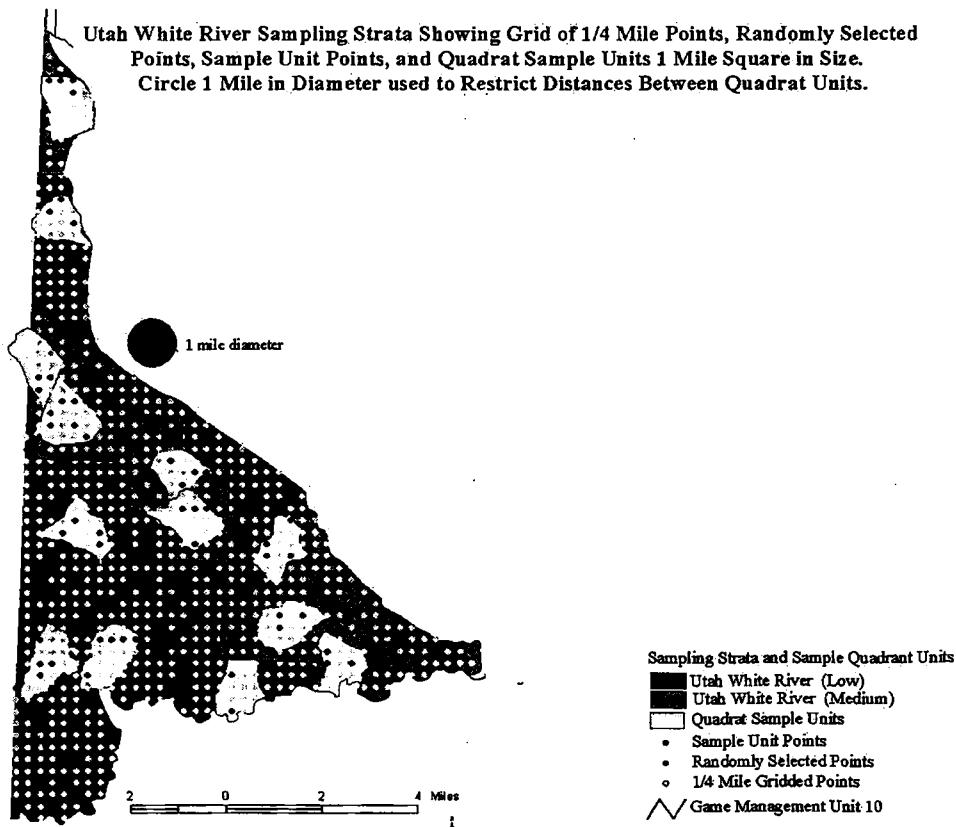 Utah White River Sampling Strata Showing Grid of 1/4 Mile Points, Randomly Selected
Points, Sample Unit Points, and Quadrat Sample Units 1 Mile Square in Size.
Circle 1 Mile in Diameter used to Restrict Distances Between Quadrat Units.
1 mile diameter
Sampling Strata and Sample Quadrant Units
Utah White River (Low)
Utah White River (Medium)
Quadrat Sample Units
Sample Unit Points
Randomly Selected Points
1/4 Mile Gridded Points
Game Management Unit 10
2 0 2 4 Miles